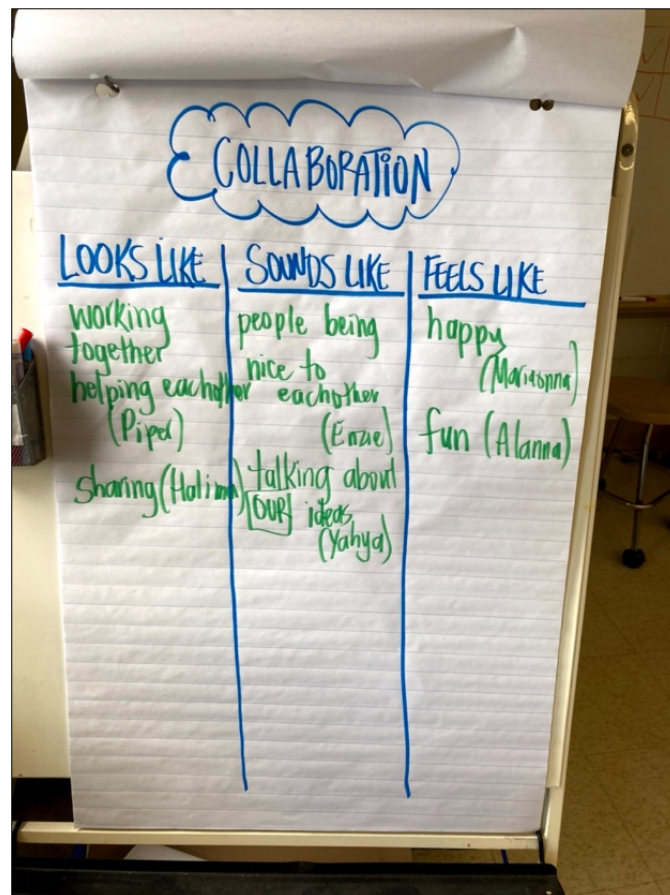 COLLABORATION
LOOKS LIKE
working
together
helping eachother
(Piper)
sharing (Halima)
SOUNDS LIKE
people being
nice to
eachother
(Enzie)
talking about
OUR ideas
(Yahya)
FEELS LIKE
happy
fun (Alanna)